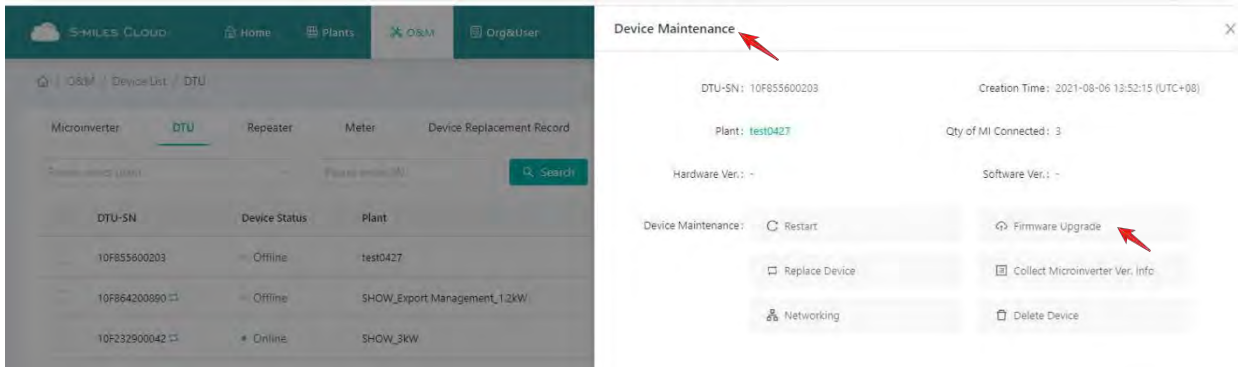 S-MILES CLOUD
Home
Plants
O&M
Org&User
O&M / Device List / DTU
Microinverter
DTU
Repeater
Meter
Device Replacement Record
Search
DTU-SN
Device Status
Plant
10F855600203
Offline
test0427
10F864200890
Offline
SHOW_Export Management_1.2kW
10F232900042
Online
SHOW_3kW
Device Maintenance
DTU-SN: 10F855600203
Creation Time: 2021-08-06 13:52:15 (UTC+08)
Plant: test0427
Qty of MI Connected: 3
Hardware Ver.: -
Software Ver.: -
Device Maintenance:
Restart
Firmware Upgrade
Replace Device
Collect Microinverter Ver. Info
Networking
Delete Device